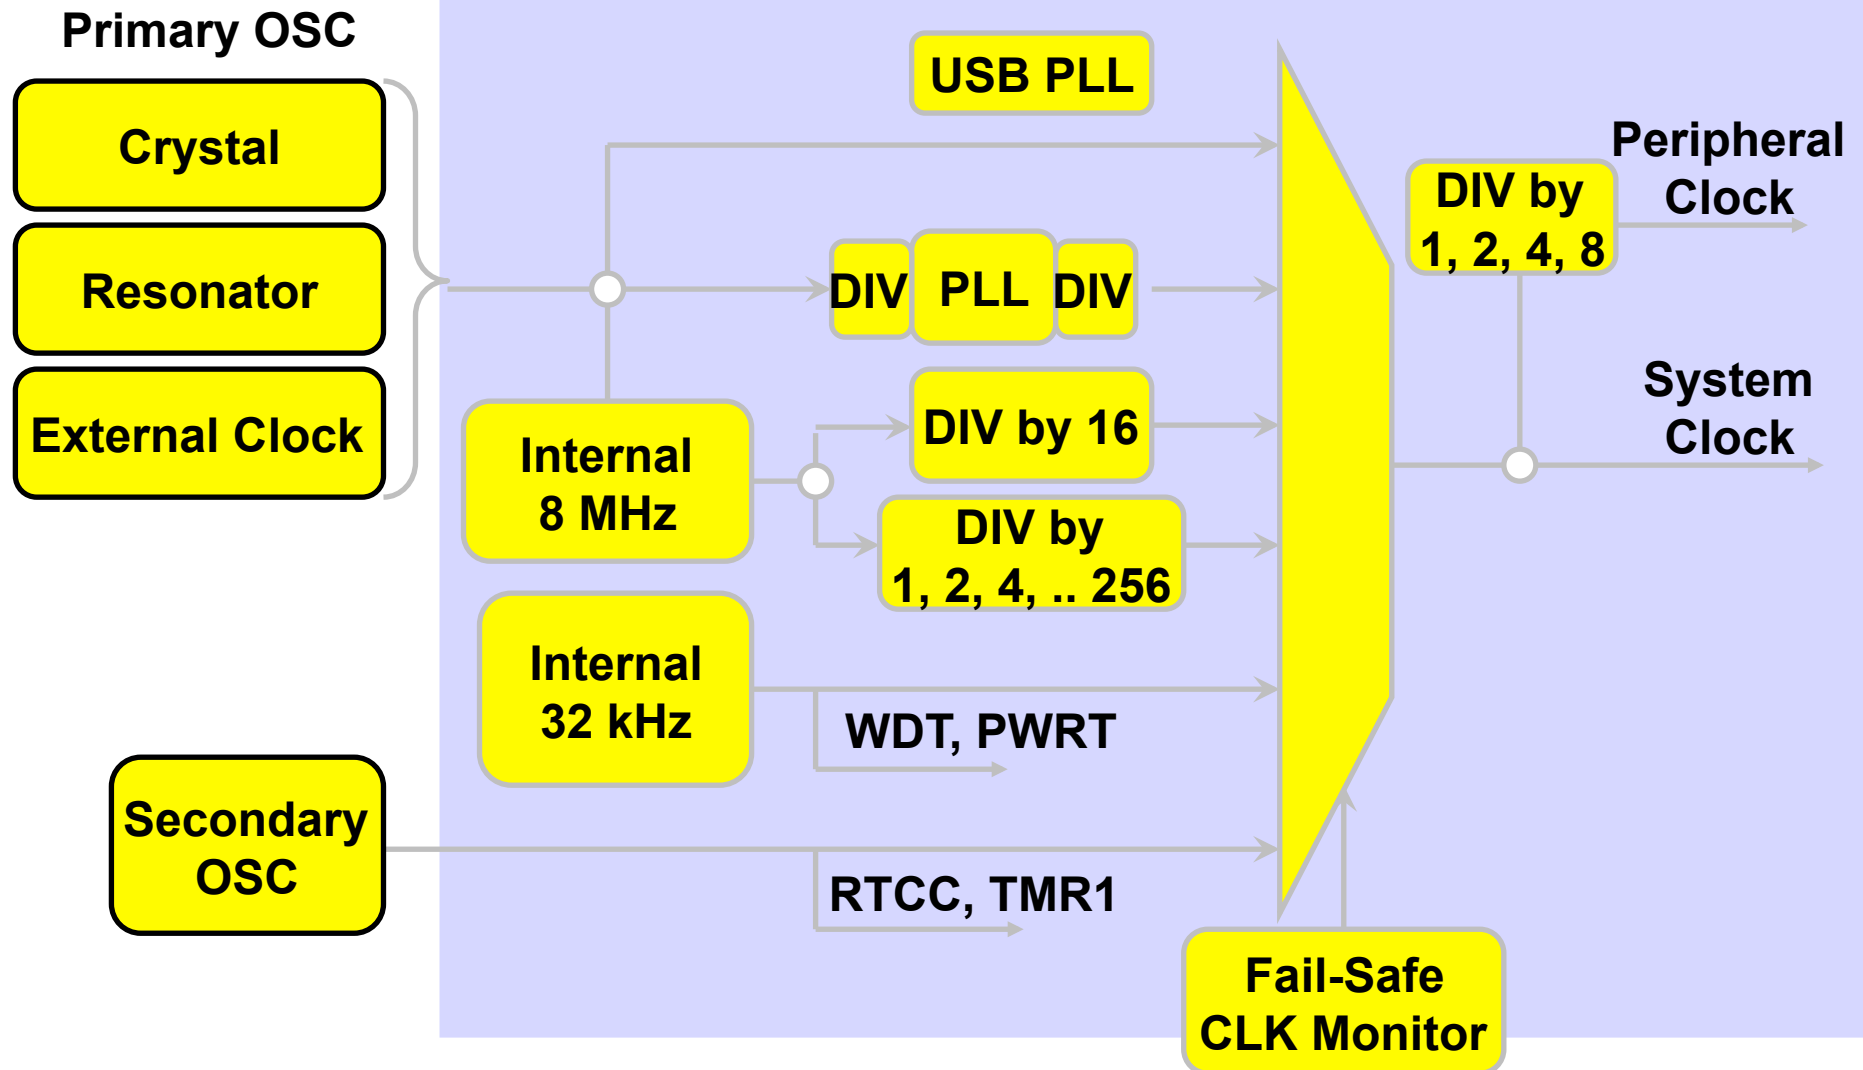 Primary OSC
Crystal
Resonator
External Clock
Secondary
OSC
USB PLL
DIV
PLL
DIV
Internal
8 MHz
DIV by 16
DIV by
1, 2, 4, .. 256
Internal
32 kHz
WDT, PWRT
RTCC, TMR1
Fail-Safe
CLK Monitor
DIV by
1, 2, 4, 8
Peripheral
Clock
System
Clock